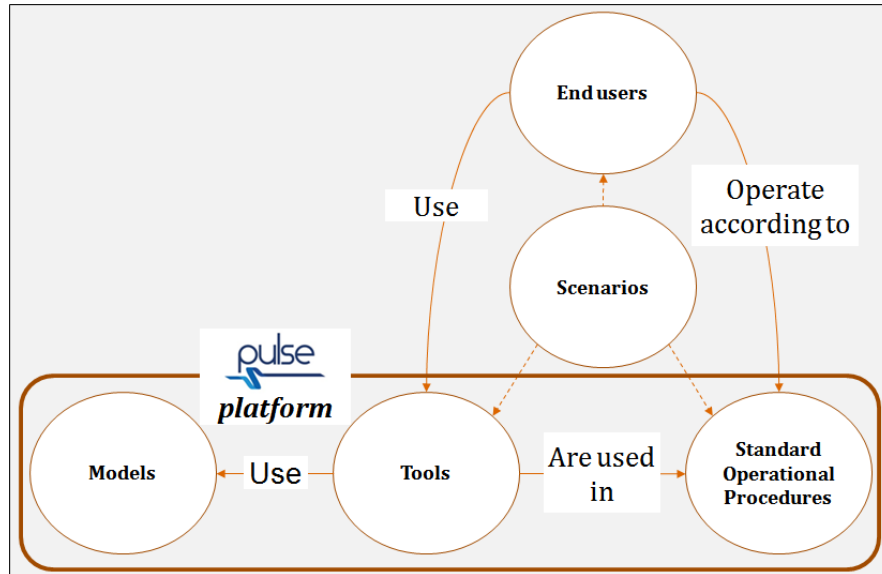 End users
Use
Operate
according to
Scenarios
pulse
platform
Models
Use
Tools
Are used
in
Standard
Operational
Procedures